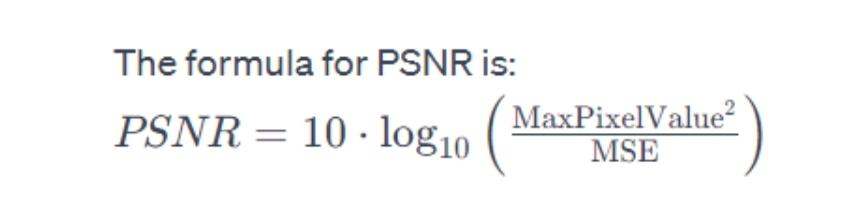 The formula for PSNR is:
PSNR = 10 · log₁₀ (MaxPixelValue² / MSE)